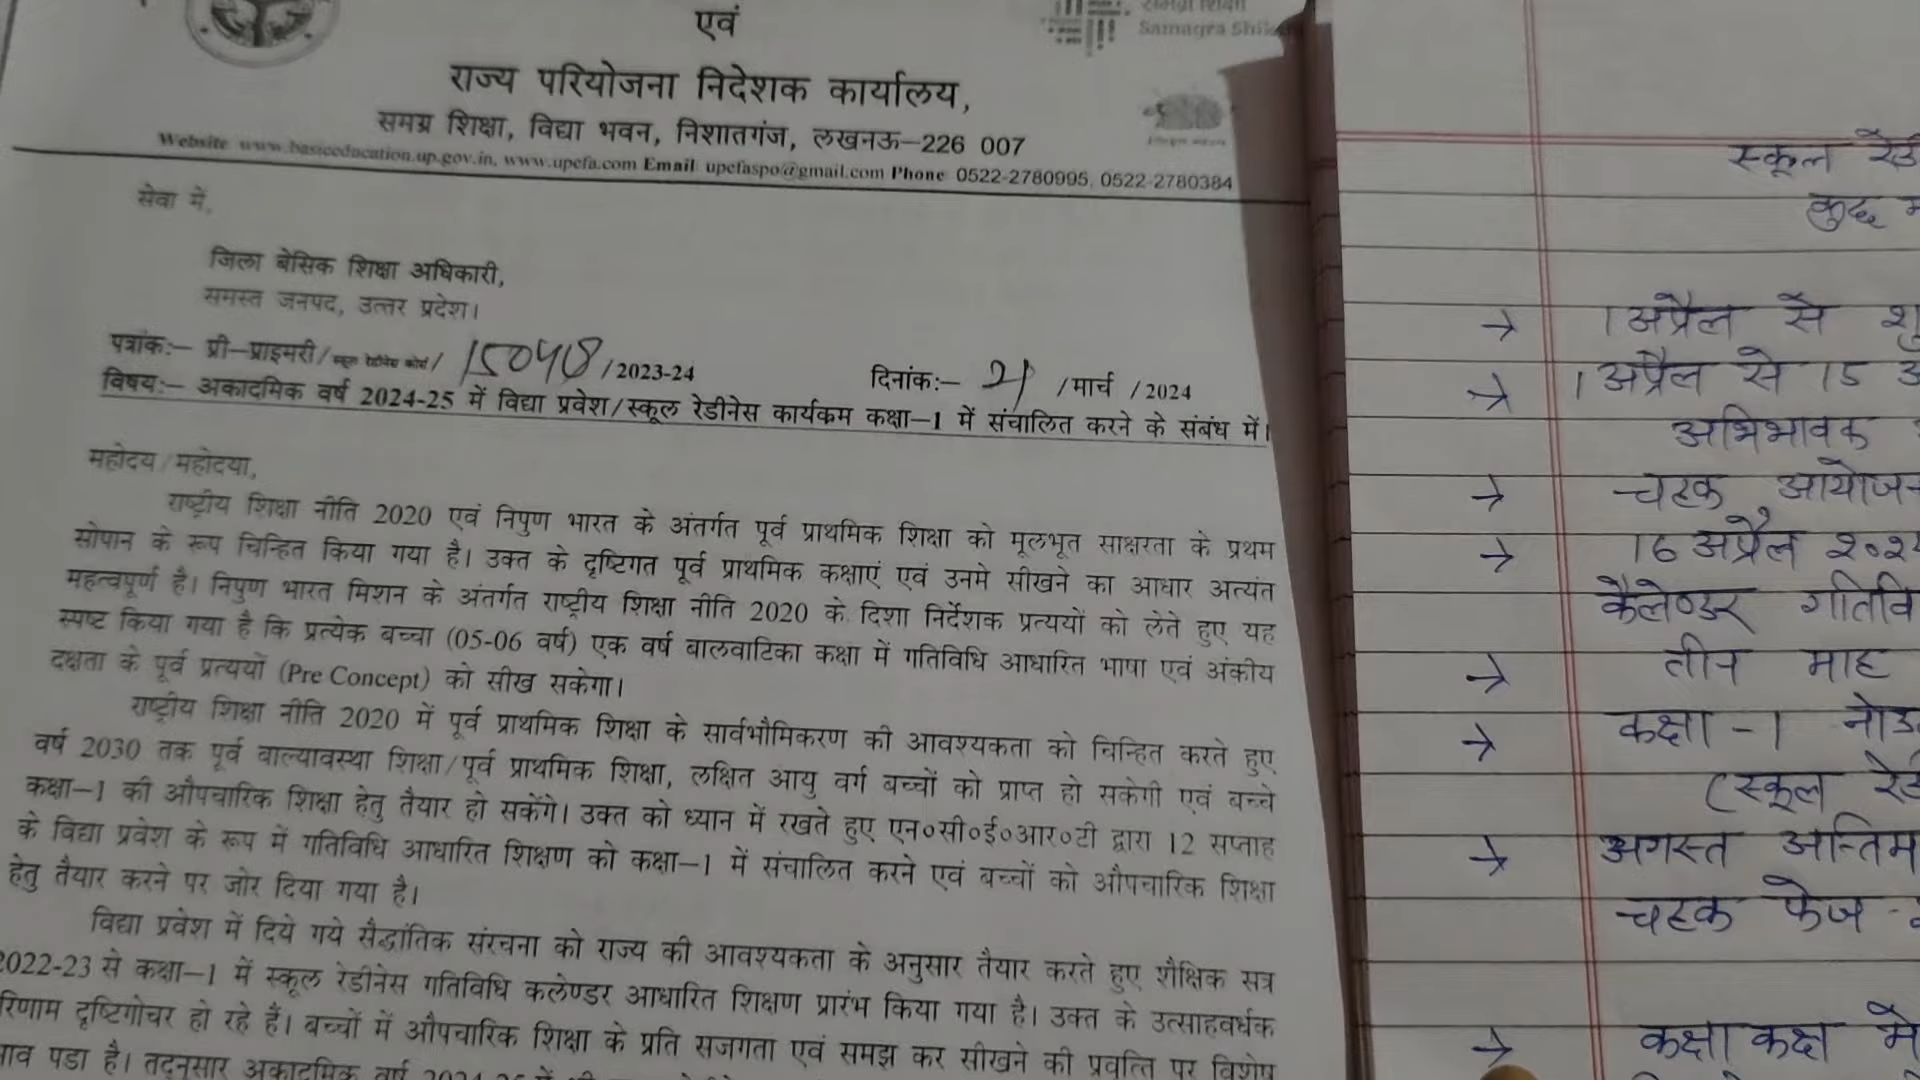 एवं
Samagra Shik
राज्य परियोजना निदेशक कार्यालय,
समग्र शिक्षा, विद्या भवन, निशातगंज, लखनऊ–226 007
Website www.basiceducation.up.gov.in, www.upefa.com Email upefaspo@gmail.com Phone 0522-2780995, 0522-2780384
सेवा में,
जिला बेसिक शिक्षा अधिकारी,
समस्त जनपद, उत्तर प्रदेश।
पत्रांकः– प्री–प्राइमरी/ /15048/2023-24 दिनांकः– 21 /मार्च /2024
विषयः– अकादमिक वर्ष 2024-25 में विद्या प्रवेश/स्कूल रेडीनेस कार्यक्रम कक्षा–1 में संचालित करने के संबंध में।
महोदय/महोदया,
राष्ट्रीय शिक्षा नीति 2020 एवं निपुण भारत के अंतर्गत पूर्व प्राथमिक शिक्षा को मूलभूत साक्षरता के प्रथम
सोपान के रूप चिन्हित किया गया है। उक्त के दृष्टिगत पूर्व प्राथमिक कक्षाएं एवं उनमे सीखने का आधार अत्यंत
महत्वपूर्ण है। निपुण भारत मिशन के अंतर्गत राष्ट्रीय शिक्षा नीति 2020 के दिशा निर्देशक प्रत्ययों को लेते हुए यह
स्पष्ट किया गया है कि प्रत्येक बच्चा (05-06 वर्ष) एक वर्ष बालवाटिका कक्षा में गतिविधि आधारित भाषा एवं अंकीय
दक्षता के पूर्व प्रत्ययों (Pre Concept) को सीख सकेगा।
राष्ट्रीय शिक्षा नीति 2020 में पूर्व प्राथमिक शिक्षा के सार्वभौमिकरण की आवश्यकता को चिन्हित करते हुए
वर्ष 2030 तक पूर्व बाल्यावस्था शिक्षा/पूर्व प्राथमिक शिक्षा, लक्षित आयु वर्ग बच्चों को प्राप्त हो सकेगी एवं बच्चे
कक्षा–1 की औपचारिक शिक्षा हेतु तैयार हो सकेंगे। उक्त को ध्यान में रखते हुए एन०सी०ई०आर०टी द्वारा 12 सप्ताह
के विद्या प्रवेश के रूप में गतिविधि आधारित शिक्षण को कक्षा–1 में संचालित करने एवं बच्चों को औपचारिक शिक्षा
हेतु तैयार करने पर जोर दिया गया है।
विद्या प्रवेश में दिये गये सैद्धांतिक संरचना को राज्य की आवश्यकता के अनुसार तैयार करते हुए शैक्षिक सत्र
2022-23 से कक्षा–1 में स्कूल रेडीनेस गतिविधि कलेण्डर आधारित शिक्षण प्रारंभ किया गया है। उक्त के उत्साहवर्धक
रिणाम दृष्टिगोचर हो रहे हैं। बच्चों में औपचारिक शिक्षा के प्रति सजगता एवं समझ कर सीखने की प्रवृत्ति पर विशेष
भाव पडा है। तद्नुसार अकादमिक वर्ष
स्कूल रेडी
कुछ
→ 1 अप्रैल से शु
→ 1 अप्रैल से 15 अ
अभिभावक
→ चहक आयोजन
→ 16 अप्रैल २०२४
कैलेण्डर गतिवि
→ तीन माह
→ कक्षा –1 नोड
(स्कूल रेडी
→ अगस्त अन्तिम
चहक फेज –
→ कक्षा कक्ष में